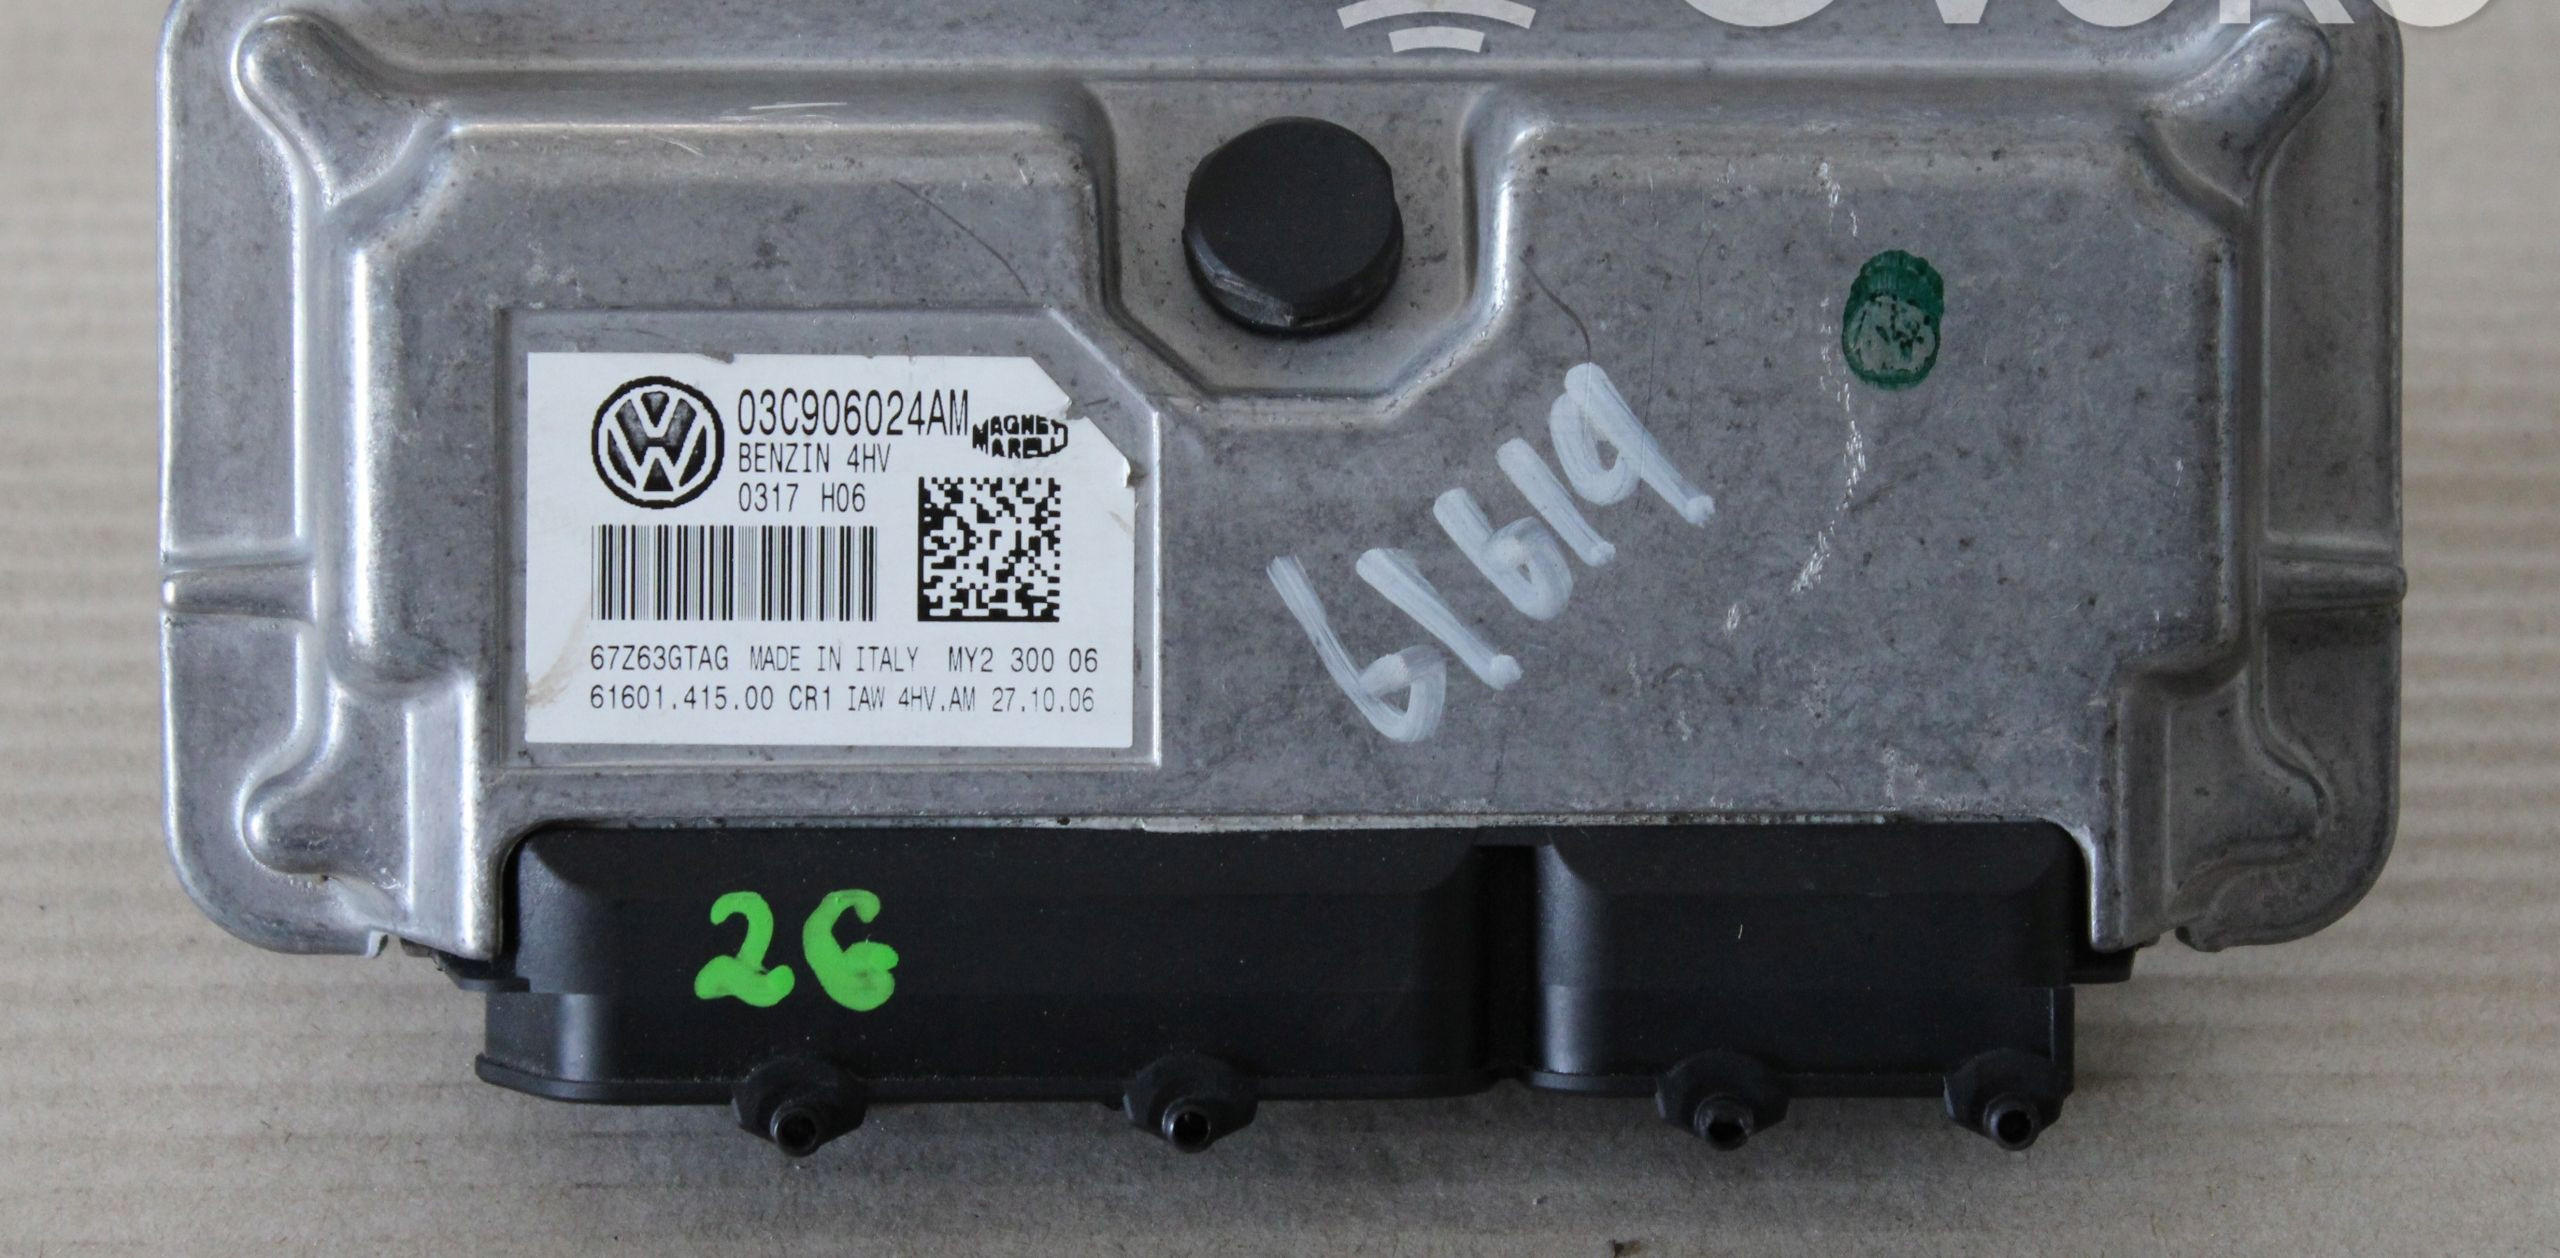 03C906024AM
MAGNETI
MARELLI
BENZIN 4HV
0317 H06
67Z63GTAG MADE IN ITALY MY2 300 06
61601.415.00 CR1 IAW 4HV.AM 27.10.06
26